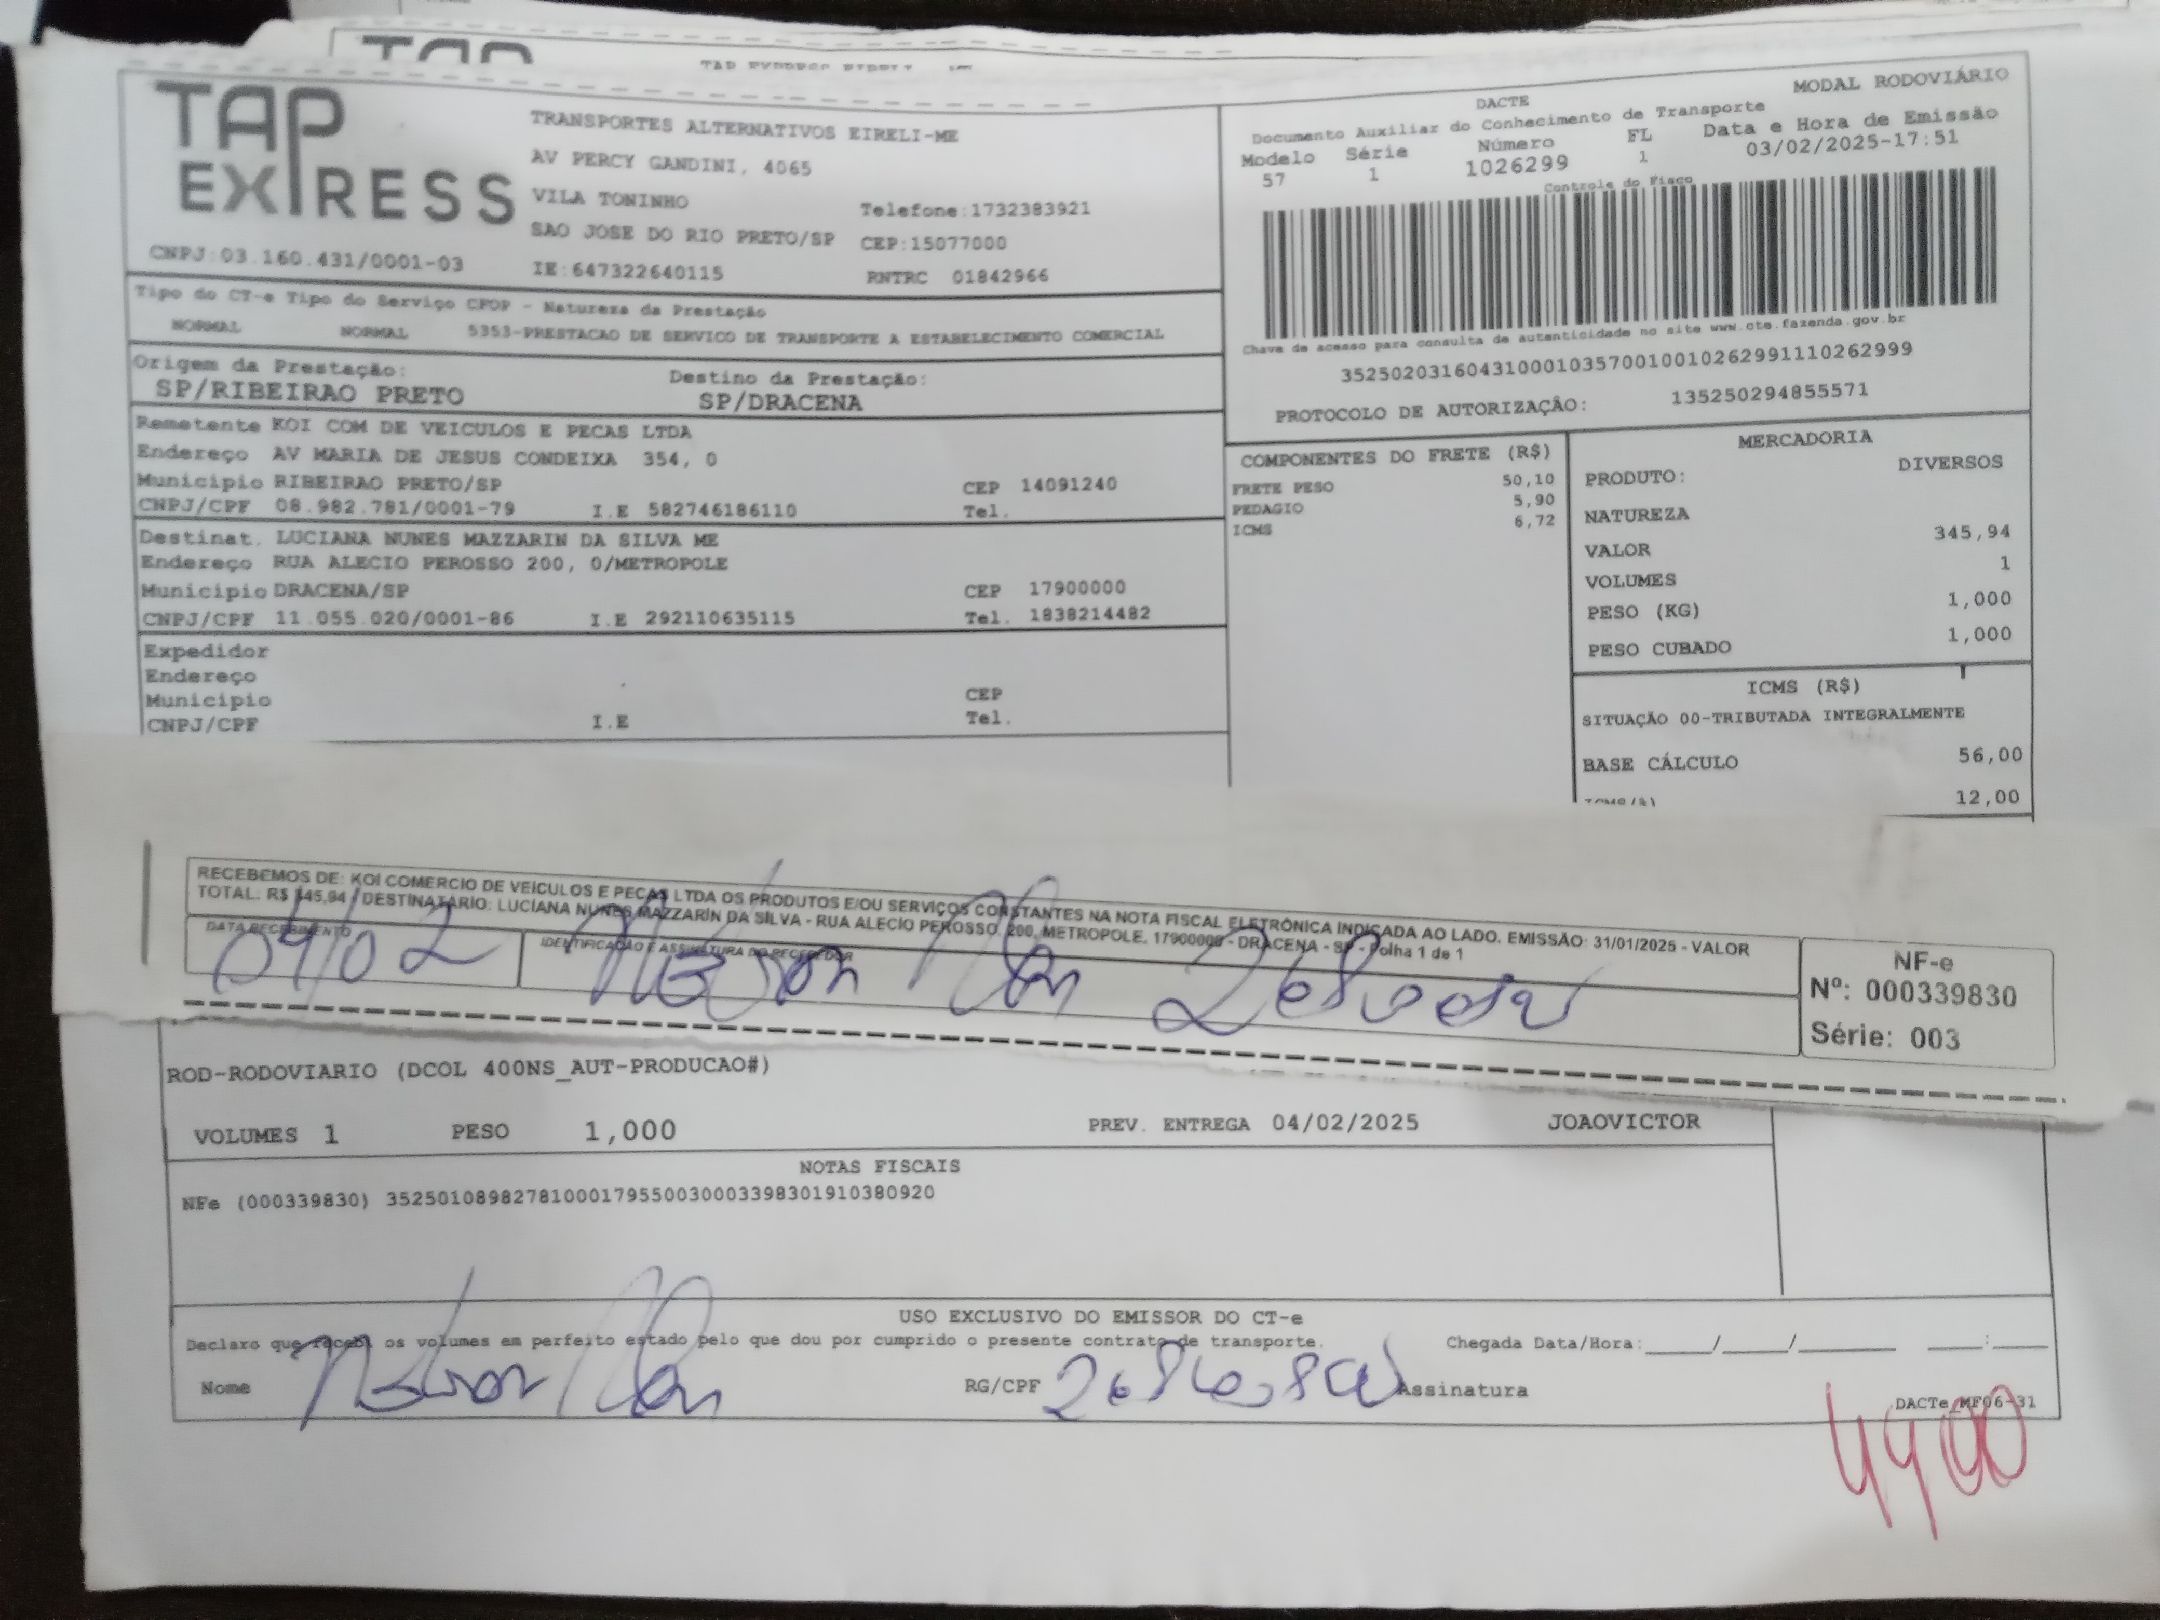 TAP EXPRESS
TRANSPORTES ALTERNATIVOS EIRELI-ME
AV PERCY GANDINI, 4065
VILA TONINHO
Telefone:1732383921
SAO JOSE DO RIO PRETO/SP CEP:15077000
CNPJ:03.160.431/0001-03
IE:647322640115
RNTRC 01842966
MODAL RODOVIÁRIO
DACTE
Documento Auxiliar do Conhecimento de Transporte
Modelo Série Número FL Data e Hora de Emissão
57 1 1026299 1 03/02/2025-17:51
Controle do Fisco
Chave de acesso para consulta de autenticidade no site www.cte.fazenda.gov.br
35250203160431000103570010010262991110262999
PROTOCOLO DE AUTORIZAÇÂO: 135250294855571
Tipo do CT-e Tipo do Serviço CFOP - Natureza da Prestação
NORMAL NORMAL 5353-PRESTACAO DE SERVICO DE TRANSPORTE A ESTABELECIMENTO COMERCIAL
Origem da Prestação: Destino da Prestação:
SP/RIBEIRAO PRETO SP/DRACENA
Remetente KOI COM DE VEICULOS E PECAS LTDA
Endereço AV MARIA DE JESUS CONDEIXA 354, 0
Municipio RIBEIRAO PRETO/SP CEP 14091240
CNPJ/CPF 08.982.781/0001-79 I.E 582746186110 Tel.
Destinat. LUCIANA NUNES MAZZARIN DA SILVA ME
Endereço RUA ALECIO PEROSSO 200, 0/METROPOLE
Municipio DRACENA/SP CEP 17900000
CNPJ/CPF 11.055.020/0001-86 I.E 292110635115 Tel. 1838214482
Expedidor
Endereço
Municipio CEP
CNPJ/CPF I.E Tel.
COMPONENTES DO FRETE (R$)
FRETE PESO 50,10
PEDAGIO 5,90
ICMS 6,72
MERCADORIA
PRODUTO: DIVERSOS
NATUREZA
VALOR 345,94
VOLUMES 1
PESO (KG) 1,000
PESO CUBADO 1,000
ICMS (R$)
SITUAÇÃO 00-TRIBUTADA INTEGRALMENTE
BASE CÁLCULO 56,00
ICMS(%) 12,00
RECEBEMOS DE: KOI COMERCIO DE VEICULOS E PECAS LTDA OS PRODUTOS E/OU SERVIÇOS CONSTANTES NA NOTA FISCAL ELETRÔNICA INDICADA AO LADO. EMISSÃO: 31/01/2025 - VALOR
TOTAL: R$ 345,94 / DESTINATARIO: LUCIANA NUNES MAZZARIN DA SILVA - RUA ALECIO PEROSSO, 200, METROPOLE, 17900000 - DRACENA - SP - Folha 1 de 1
DATA RECEBIMENTO
IDENTIFICAÇÃO E ASSINATURA DO RECEBEDOR
04/02
NF-e
Nº: 000339830
Série: 003
ROD-RODOVIARIO (DCOL 400NS_AUT-PRODUCAO#)
VOLUMES 1 PESO 1,000 PREV. ENTREGA 04/02/2025 JOAOVICTOR
NOTAS FISCAIS
NFe (000339830) 35250108982781000179550030003398301910380920
USO EXCLUSIVO DO EMISSOR DO CT-e
Declaro que recebi os volumes em perfeito estado pelo que dou por cumprido o presente contrato de transporte. Chegada Data/Hora:_____/_____/_______ ____:____
Nome RG/CPF Assinatura
DACTe_MF06-31